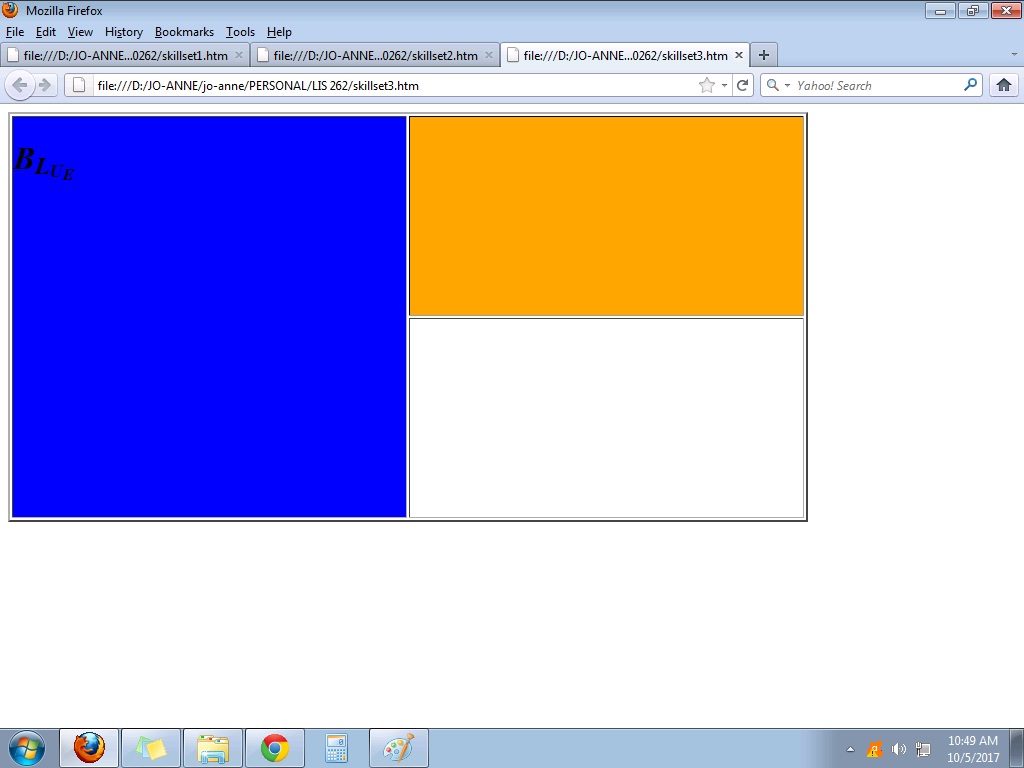 Mozilla Firefox
File Edit View History Bookmarks Tools Help
file:///D:/JO-ANNE...0262/skillset1.htm file:///D:/JO-ANNE...0262/skillset2.htm file:///D:/JO-ANNE...0262/skillset3.htm
file:///D:/JO-ANNE/jo-anne/PERSONAL/LIS 262/skillset3.htm Yahoo! Search
BLUE
10:49 AM
10/5/2017